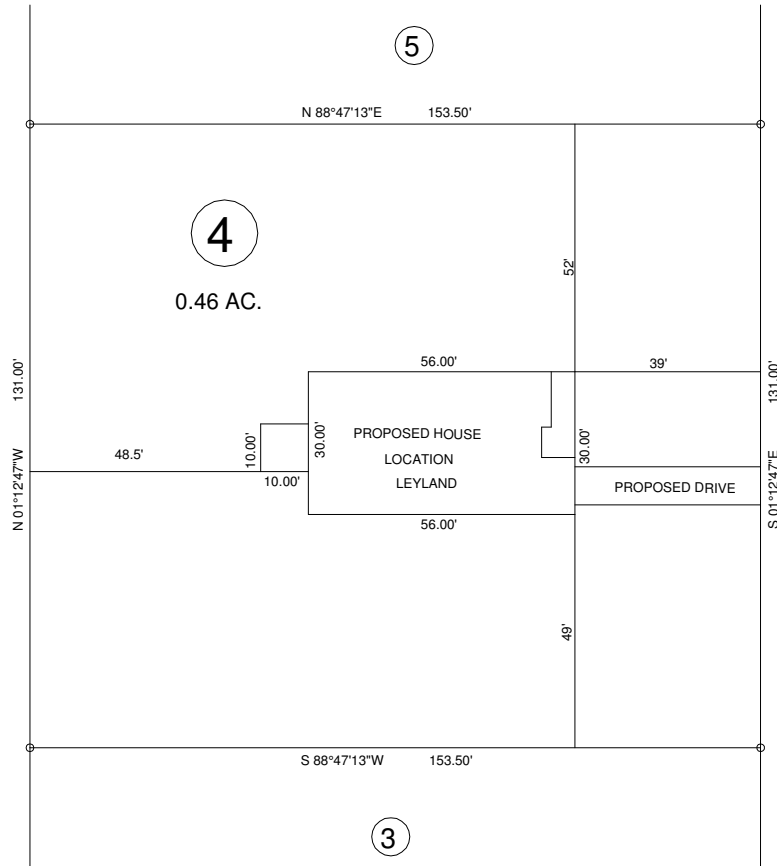 5
N 88°47'13"E 153.50'
4
0.46 AC.
52'
131.00'
N 01°12'47"W
56.00'
39'
131.00'
S 01°12'47"E
48.5'
10.00'
10.00'
30.00'
PROPOSED HOUSE
LOCATION
LEYLAND
30.00'
PROPOSED DRIVE
56.00'
49'
S 88°47'13"W 153.50'
3